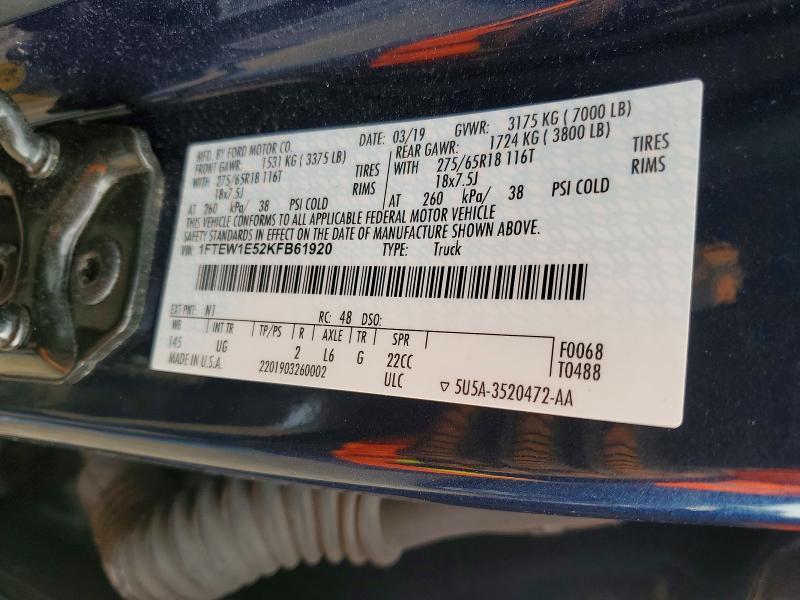 MFD. BY FORD MOTOR CO. DATE: 03/19 GVWR: 3175 KG ( 7000 LB)
FRONT GAWR: 1531 KG ( 3375 LB) REAR GAWR: 1724 KG ( 3800 LB)
WITH 275/65R18 116T TIRES WITH 275/65R18 116T TIRES
18x7.5J RIMS 18x7.5J RIMS
AT 260 kPa/ 38 PSI COLD AT 260 kPa/ 38 PSI COLD
THIS VEHICLE CONFORMS TO ALL APPLICABLE FEDERAL MOTOR VEHICLE
SAFETY STANDARDS IN EFFECT ON THE DATE OF MANUFACTURE SHOWN ABOVE.
VIN: 1FTEW1E52KFB61920 TYPE: Truck
EXT PNT: N1 RC: 48 DSO:
WB INT TR TP/PS R AXLE TR SPR F0068
145 UG 2 L6 G 22CC T0488
MADE IN U.S.A. 2201903260002 ULC ▽ 5U5A-3520472-AA